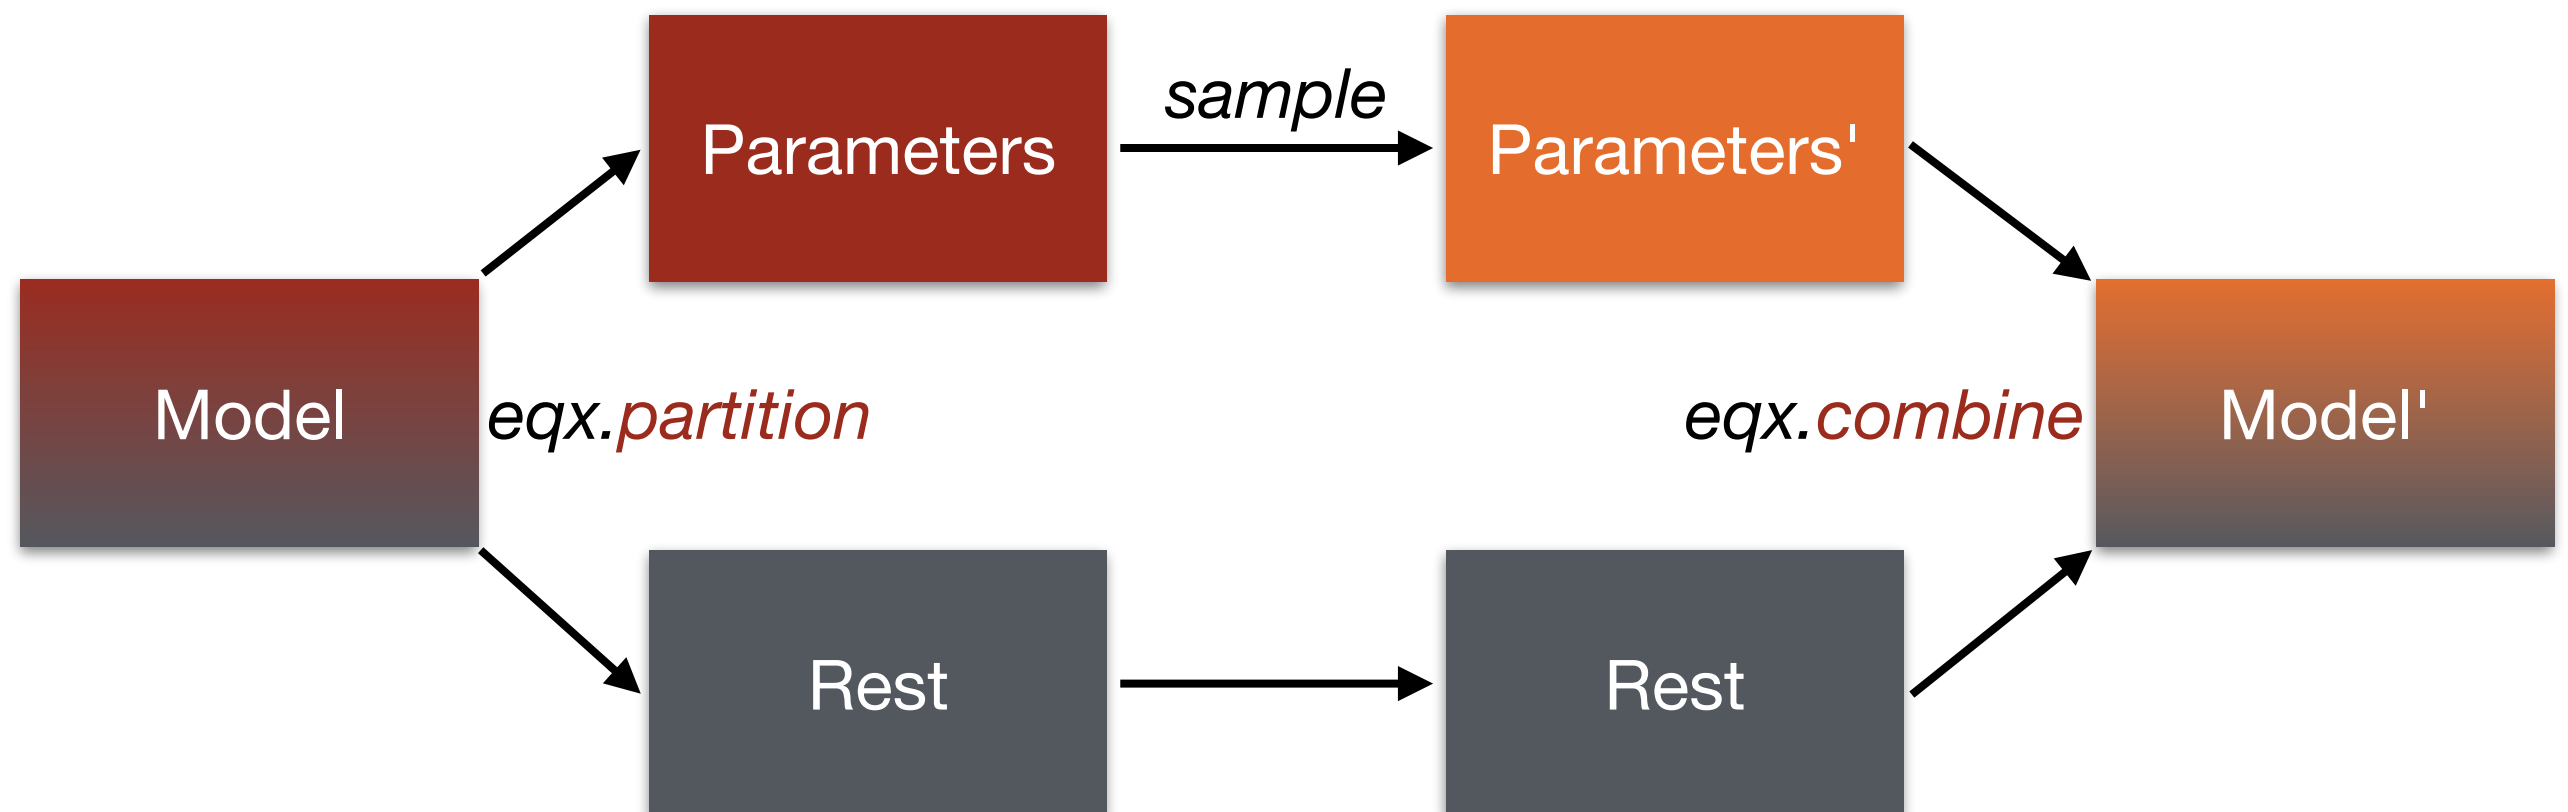 Parameters
sample
Parameters'
Model
eqx.partition
eqx.combine
Model'
Rest
Rest